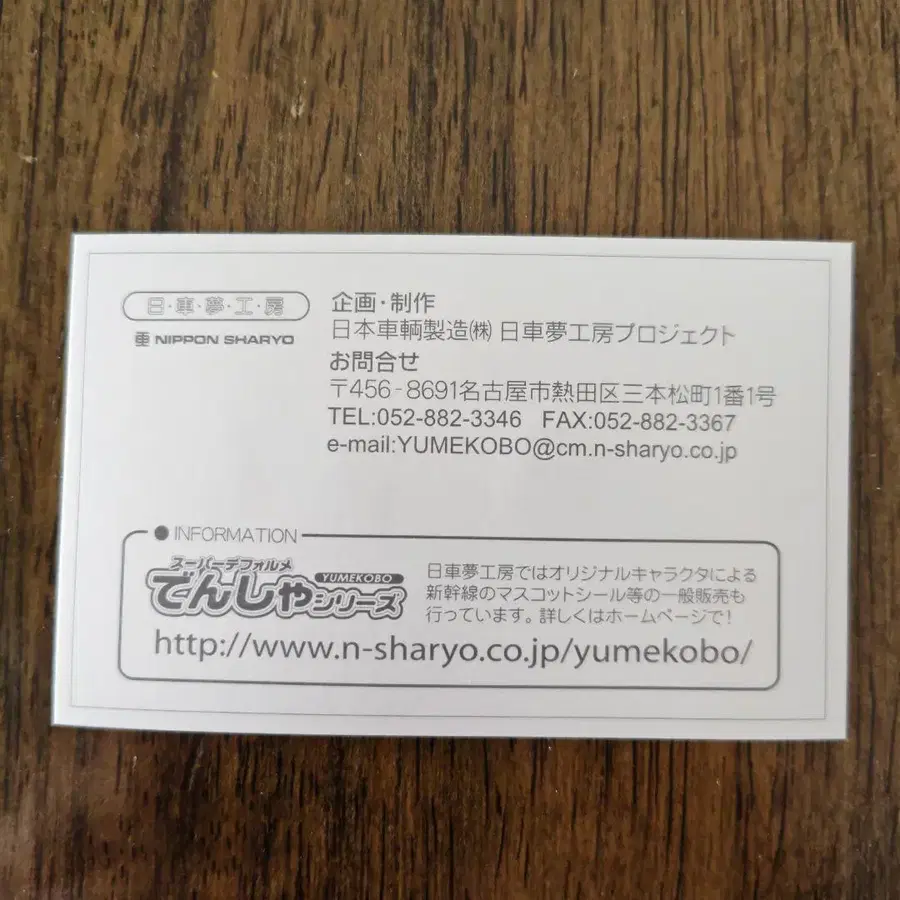 日・車・夢・工・房
NIPPON SHARYO
企画・制作
日本車輌製造㈱ 日車夢工房プロジェクト
お問合せ
〒456-8691名古屋市熱田区三本松町1番1号
TEL:052-882-3346 FAX:052-882-3367
e-mail:YUMEKOBO@cm.n-sharyo.co.jp
●INFORMATION
スーパーデフォルメ
でんしゃシリーズ
YUMEKOBO
日車夢工房ではオリジナルキャラクタによる
新幹線のマスコットシール等の一般販売も
行っています。詳しくはホームページで!
http://www.n-sharyo.co.jp/yumekobo/